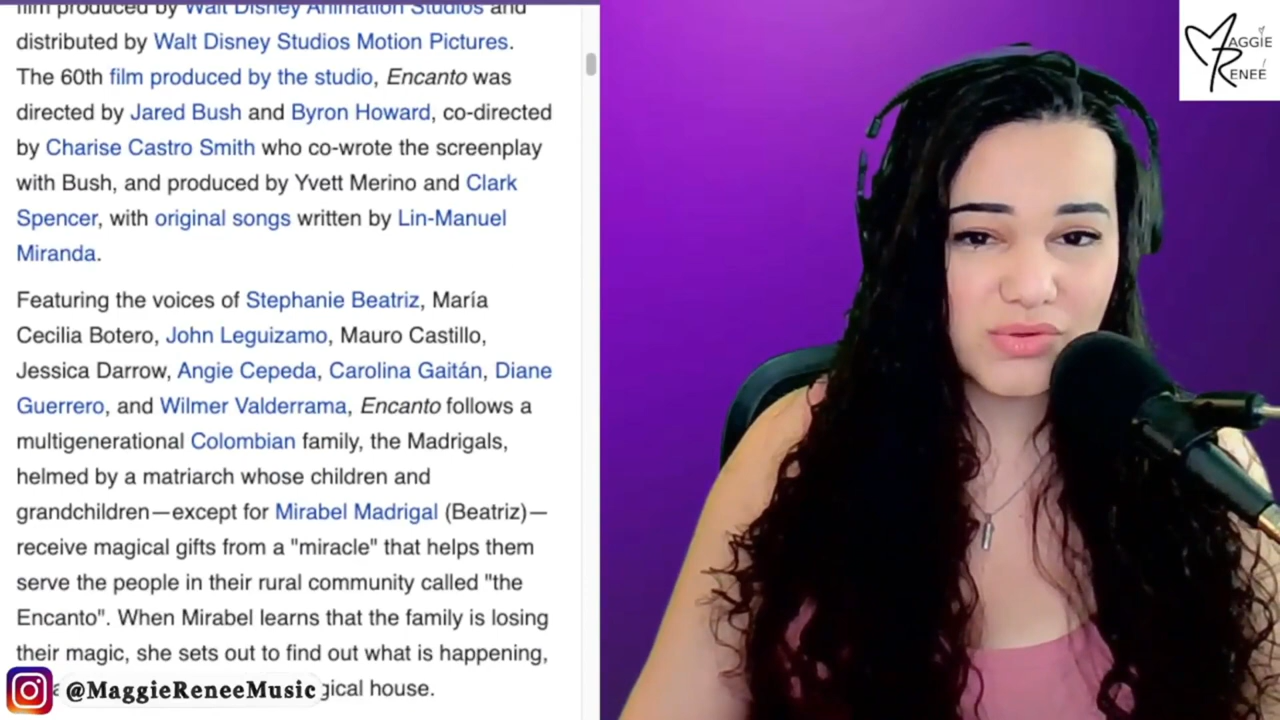 film produced by Walt Disney Animation Studios and
distributed by Walt Disney Studios Motion Pictures.
The 60th film produced by the studio, Encanto was
directed by Jared Bush and Byron Howard, co-directed
by Charise Castro Smith who co-wrote the screenplay
with Bush, and produced by Yvett Merino and Clark
Spencer, with original songs written by Lin-Manuel
Miranda.
Featuring the voices of Stephanie Beatriz, María
Cecilia Botero, John Leguizamo, Mauro Castillo,
Jessica Darrow, Angie Cepeda, Carolina Gaitán, Diane
Guerrero, and Wilmer Valderrama, Encanto follows a
multigenerational Colombian family, the Madrigals,
helmed by a matriarch whose children and
grandchildren—except for Mirabel Madrigal (Beatriz)—
receive magical gifts from a "miracle" that helps them
serve the people in their rural community called "the
Encanto". When Mirabel learns that the family is losing
their magic, she sets out to find out what is happening,
gical house.
@MaggieReneeMusic
MAGGIE
RENEE